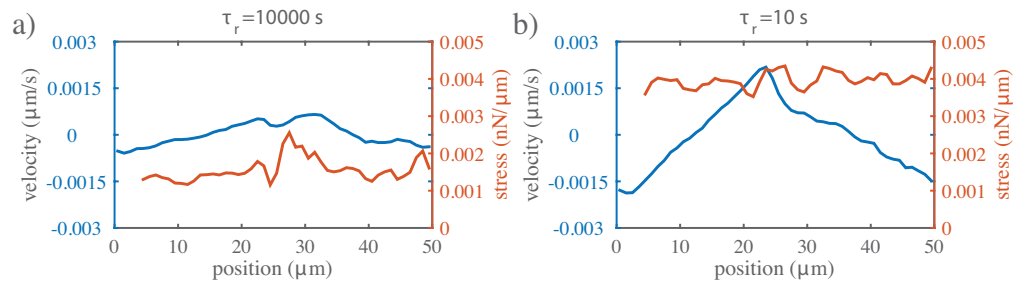 a)
τ_r=10000 s
0.003
0.0015
0
-0.0015
-0.003
velocity (μm/s)
0.005
0.004
0.003
0.002
0.001
0
stress (nN/μm)
0 10 20 30 40 50
position (μm)
b)
τ_r=10 s
0.003
0.0015
0
-0.0015
-0.003
velocity (μm/s)
0.005
0.004
0.003
0.002
0.001
0
stress (nN/μm)
0 10 20 30 40 50
position (μm)